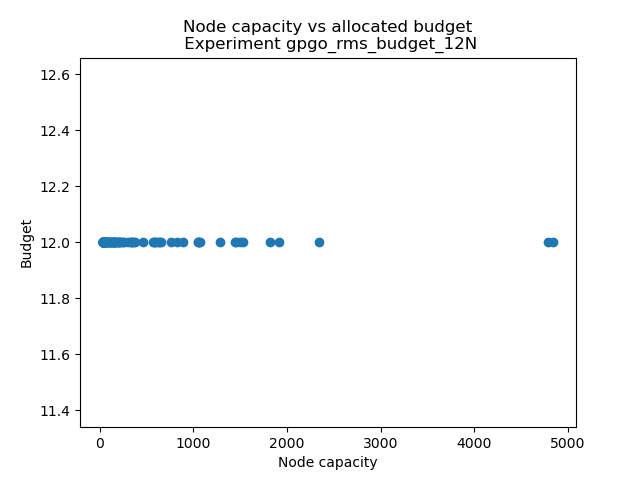 Node capacity vs allocated budget
Experiment gpgo_rms_budget_12N
12.6
12.4
12.2
12.0
11.8
11.6
11.4
Budget
0 1000 2000 3000 4000 5000
Node capacity